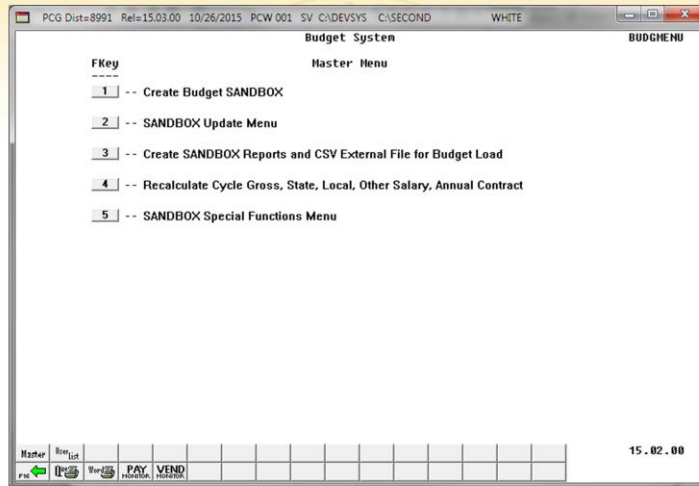 PCG Dist=8991 Rel=15.03.00 10/26/2015 PCW 001 SV C:\DEVSYS C:\SECOND WHITE
Budget System BUDGMENU
FKey Master Menu
----
1 -- Create Budget SANDBOX
2 -- SANDBOX Update Menu
3 -- Create SANDBOX Reports and CSV External File for Budget Load
4 -- Recalculate Cycle Gross, State, Local, Other Salary, Annual Contract
5 -- SANDBOX Special Functions Menu
Master User List 15.02.00
F16 Word PAY MONITOR VEND MONITOR